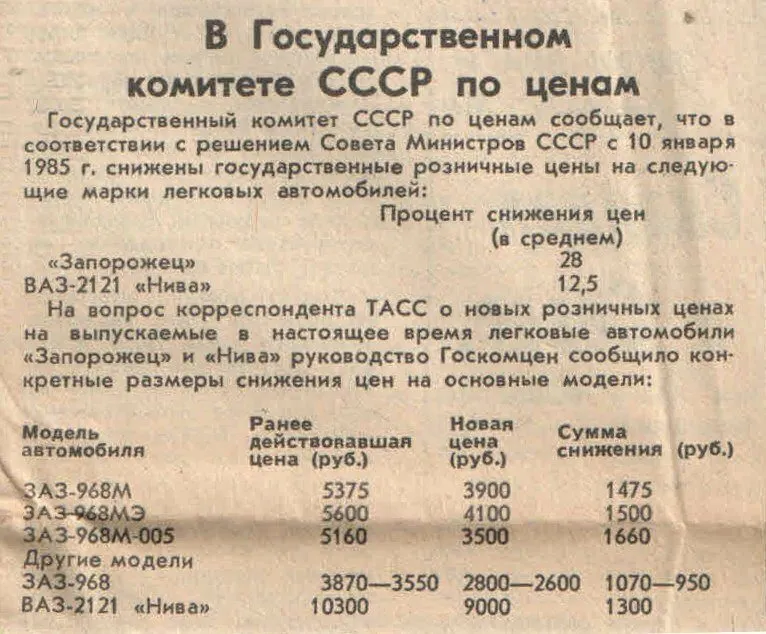 В Государственном
комитете СССР по ценам
Государственный комитет СССР по ценам сообщает, что в
соответствии с решением Совета Министров СССР с 10 января
1985 г. снижены государственные розничные цены на следую-
щие марки легковых автомобилей:
Процент снижения цен
(в среднем)
«Запорожец» 28
ВАЗ-2121 «Нива» 12,5
На вопрос корреспондента ТАСС о новых розничных ценах
на выпускаемые в настоящее время легковые автомобили
«Запорожец» и «Нива» руководство Госкомцен сообщило кон-
кретные размеры снижения цен на основные модели:
Модель автомобиля Ранее действовавшая цена (руб.) Новая цена (руб.) Сумма снижения (руб.)
ЗАЗ-968М 5375 3900 1475
ЗАЗ-968МЭ 5600 4100 1500
ЗАЗ-968М-005 5160 3500 1660
Другие модели
ЗАЗ-968 3870—3550 2800—2600 1070—950
ВАЗ-2121 «Нива» 10300 9000 1300